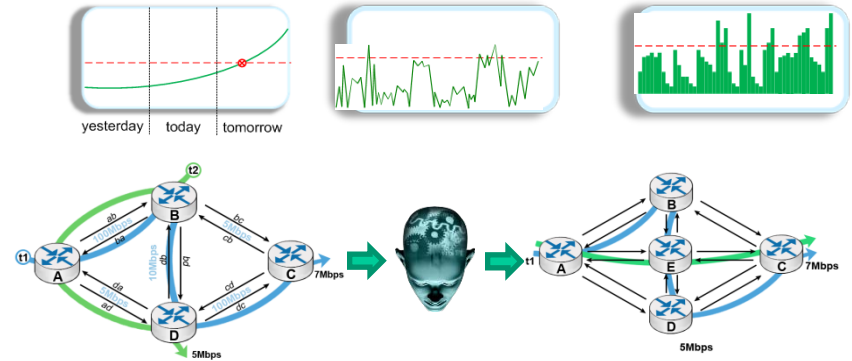 yesterday today tomorrow
t2
B
ab
100Mbps
ba
bc
5Mbps
cb
t1
A
10Mbps
db
bd
C
7Mbps
da
5Mbps
ad
cd
100Mbps
dc
D
5Mbps
B
t1
A
E
C
7Mbps
D
5Mbps